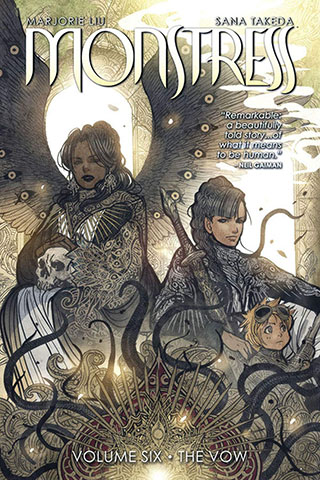 MARJORIE LIU SANA TAKEDA
MONSTRESS
"Remarkable:
a beautifully
told story...of
what it means
to be human."
-NEIL GAIMAN
VOLUME SIX • THE VOW